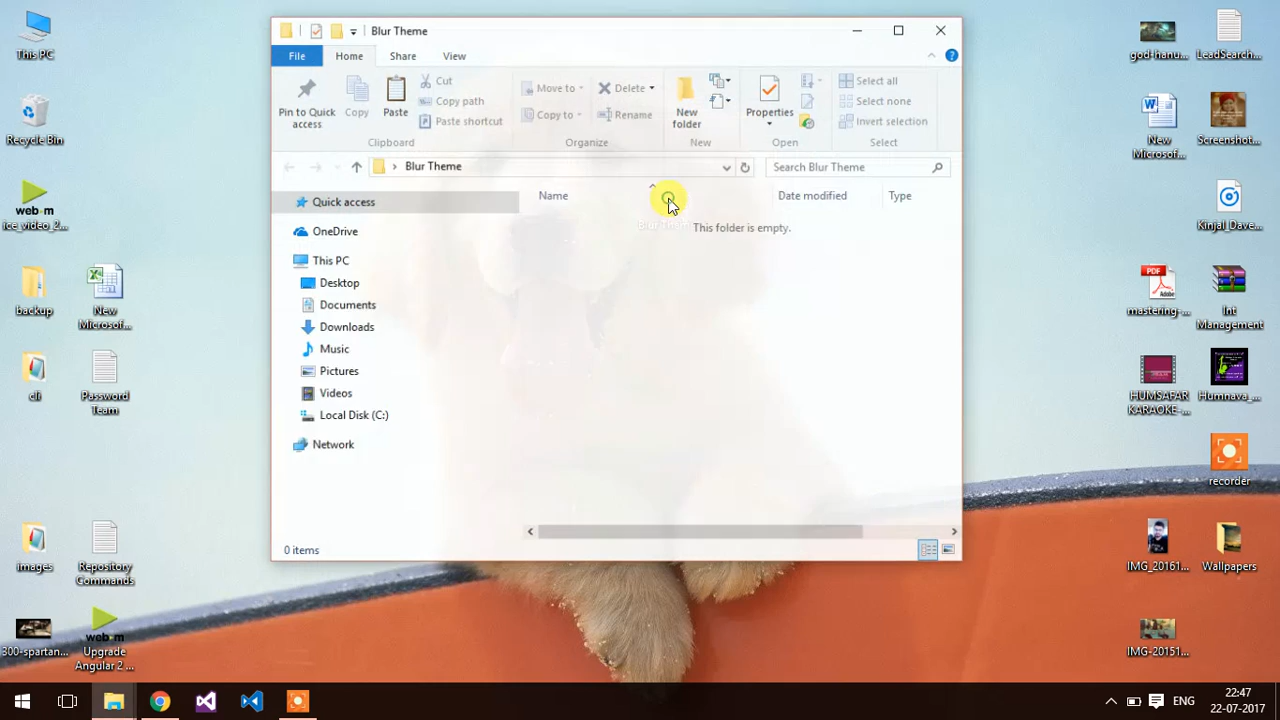 Blur Theme
File Home Share View
Pin to Quick access
Copy
Paste
Cut
Copy path
Paste shortcut
Clipboard
Move to
Copy to
Delete
Rename
Organize
New folder
New
Properties
Open
Select all
Select none
Invert selection
Select
Blur Theme
Search Blur Theme
Name Date modified Type
This folder is empty.
Quick access
OneDrive
This PC
Desktop
Documents
Downloads
Music
Pictures
Videos
Local Disk (C:)
Network
0 items
This PC
Recycle Bin
web·m
ice_video_2...
backup
New
Microsof...
cli
Password
Team
images
Repository
Commands
300-spartan...
web·m
Upgrade
Angular 2 ...
god-hanu...
LeadSearch...
New
Microsof...
Screenshot...
Kinjal_Dave...
PDF
Adobe
mastering-...
Int
Management
HUMSAFAR
KARAOKE-...
Humnava_...
recorder
IMG_20161...
Wallpapers
IMG-20151...
ENG
22:47
22-07-2017